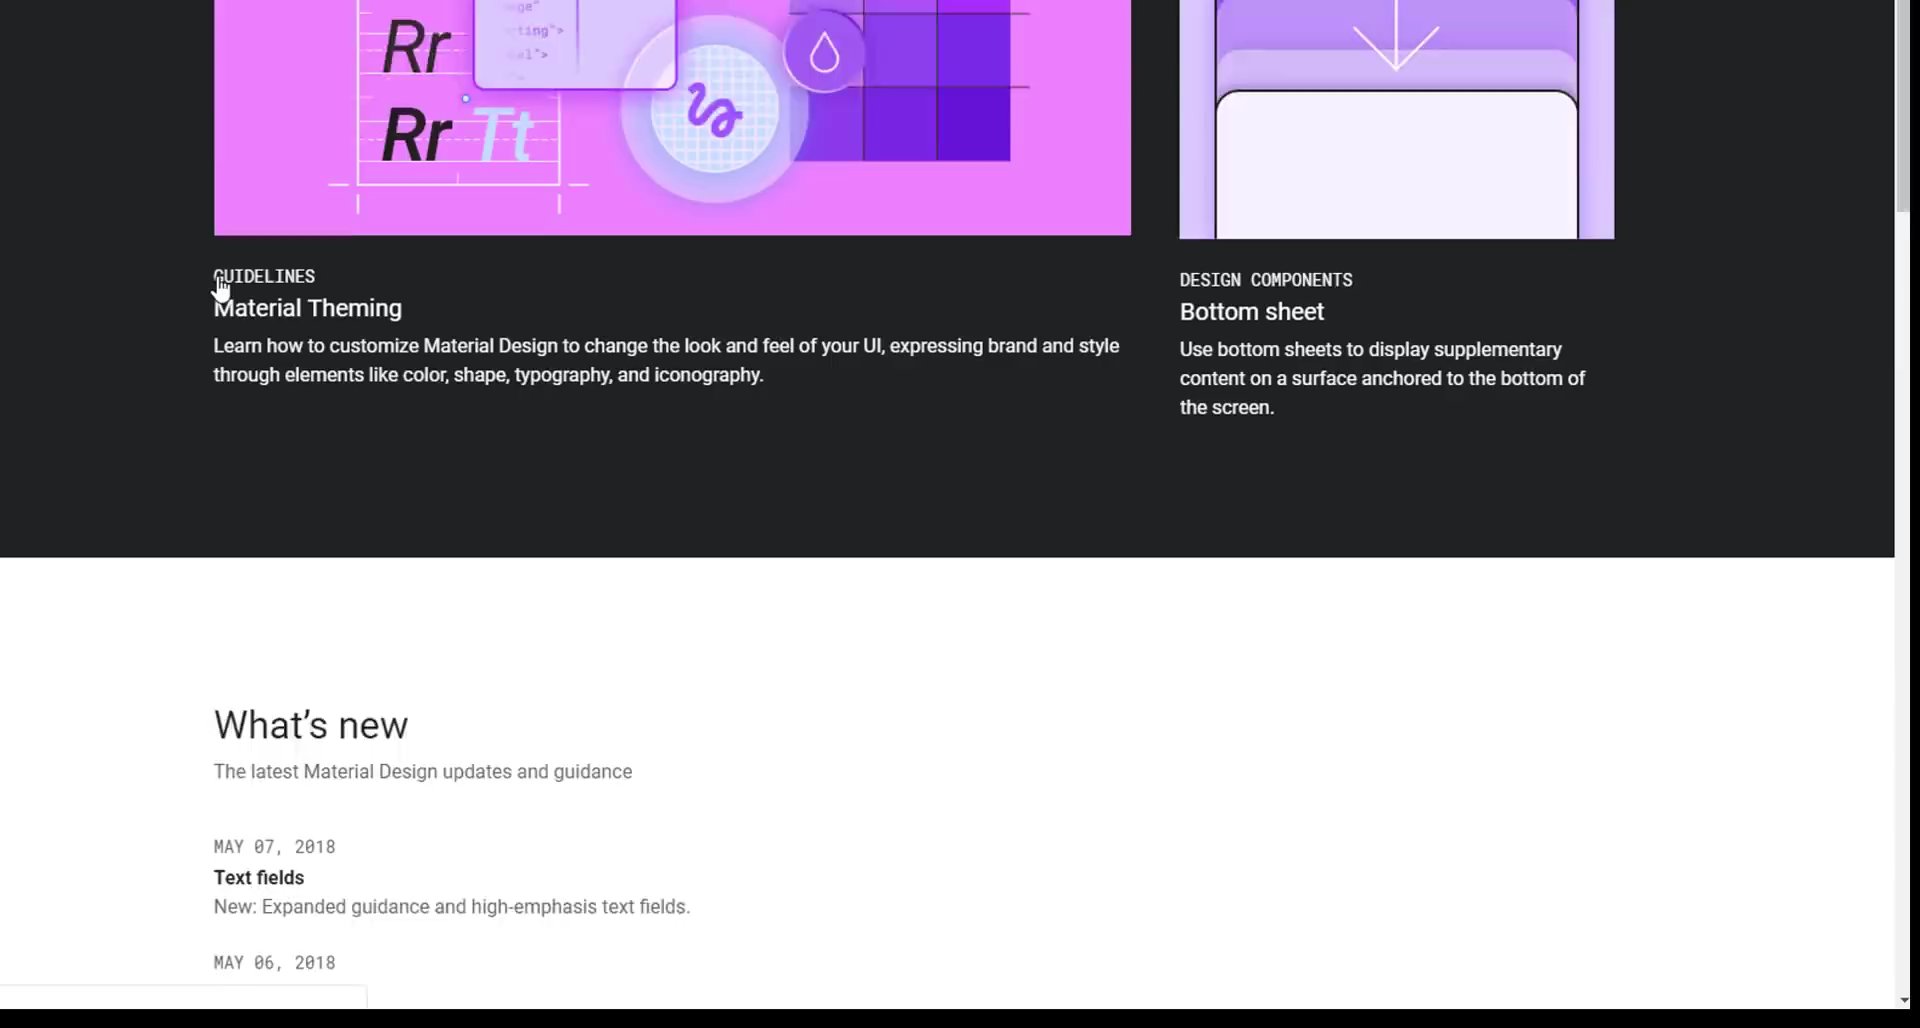 Rr
Rr Tt
GUIDELINES
Material Theming
Learn how to customize Material Design to change the look and feel of your UI, expressing brand and style
through elements like color, shape, typography, and iconography.
DESIGN COMPONENTS
Bottom sheet
Use bottom sheets to display supplementary
content on a surface anchored to the bottom of
the screen.
What's new
The latest Material Design updates and guidance
MAY 07, 2018
Text fields
New: Expanded guidance and high-emphasis text fields.
MAY 06, 2018